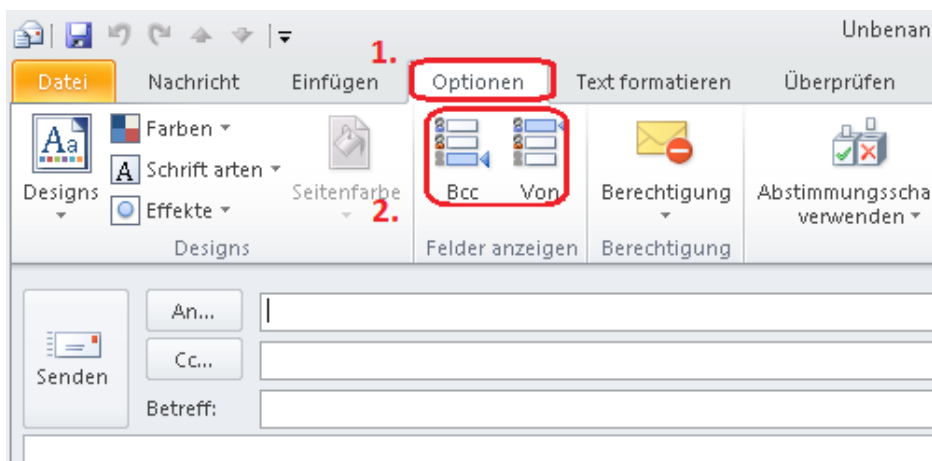 Unbenan
1.
Datei Nachricht Einfügen Optionen Text formatieren Überprüfen
Aa Designs
Farben
A Schrift arten
Effekte
Seitenfarbe
2.
Bcc Von
Berechtigung
Abstimmungsscha
verwenden
Designs Felder anzeigen Berechtigung
Senden
An...
Cc...
Betreff: